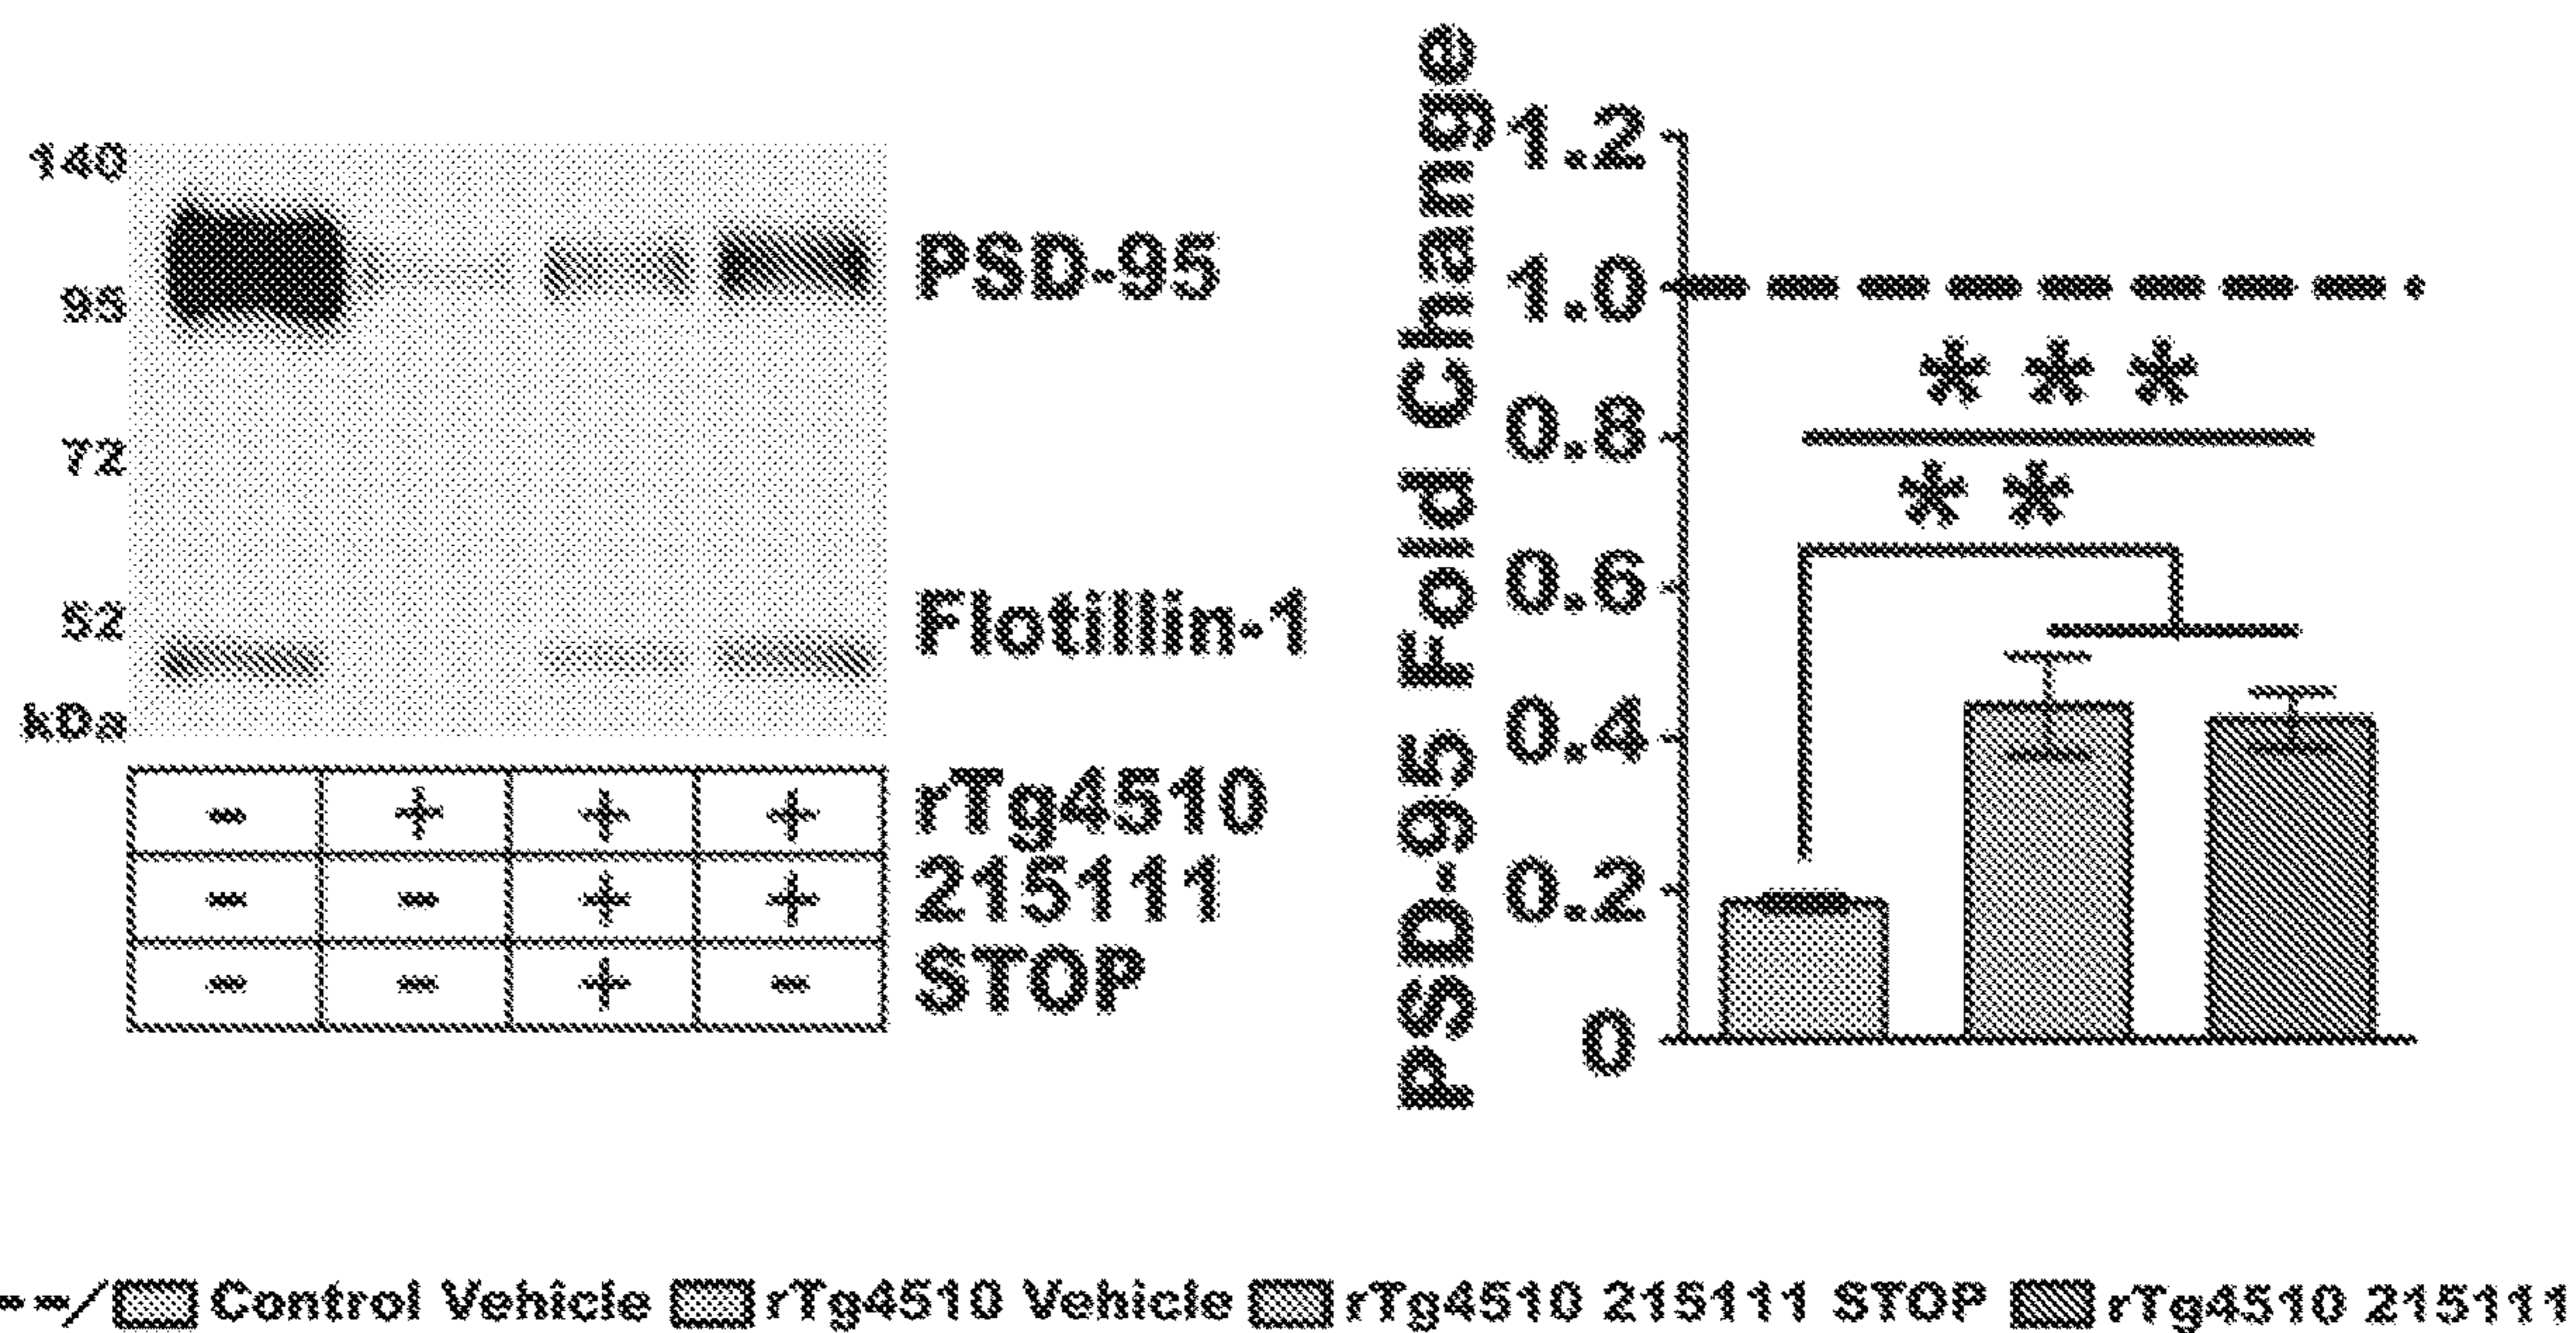 140
95
72
52
kDa
PSD-95
Flotillin-1
- + + + rTg4510
- - + + 215111
- - + - STOP
PSD-95 Fold Change
1.2
1.0
0.8
0.6
0.4
0.2
0
* * *
* *
--/ Control Vehicle rTg4510 Vehicle rTg4510 215111 STOP rTg4510 215111